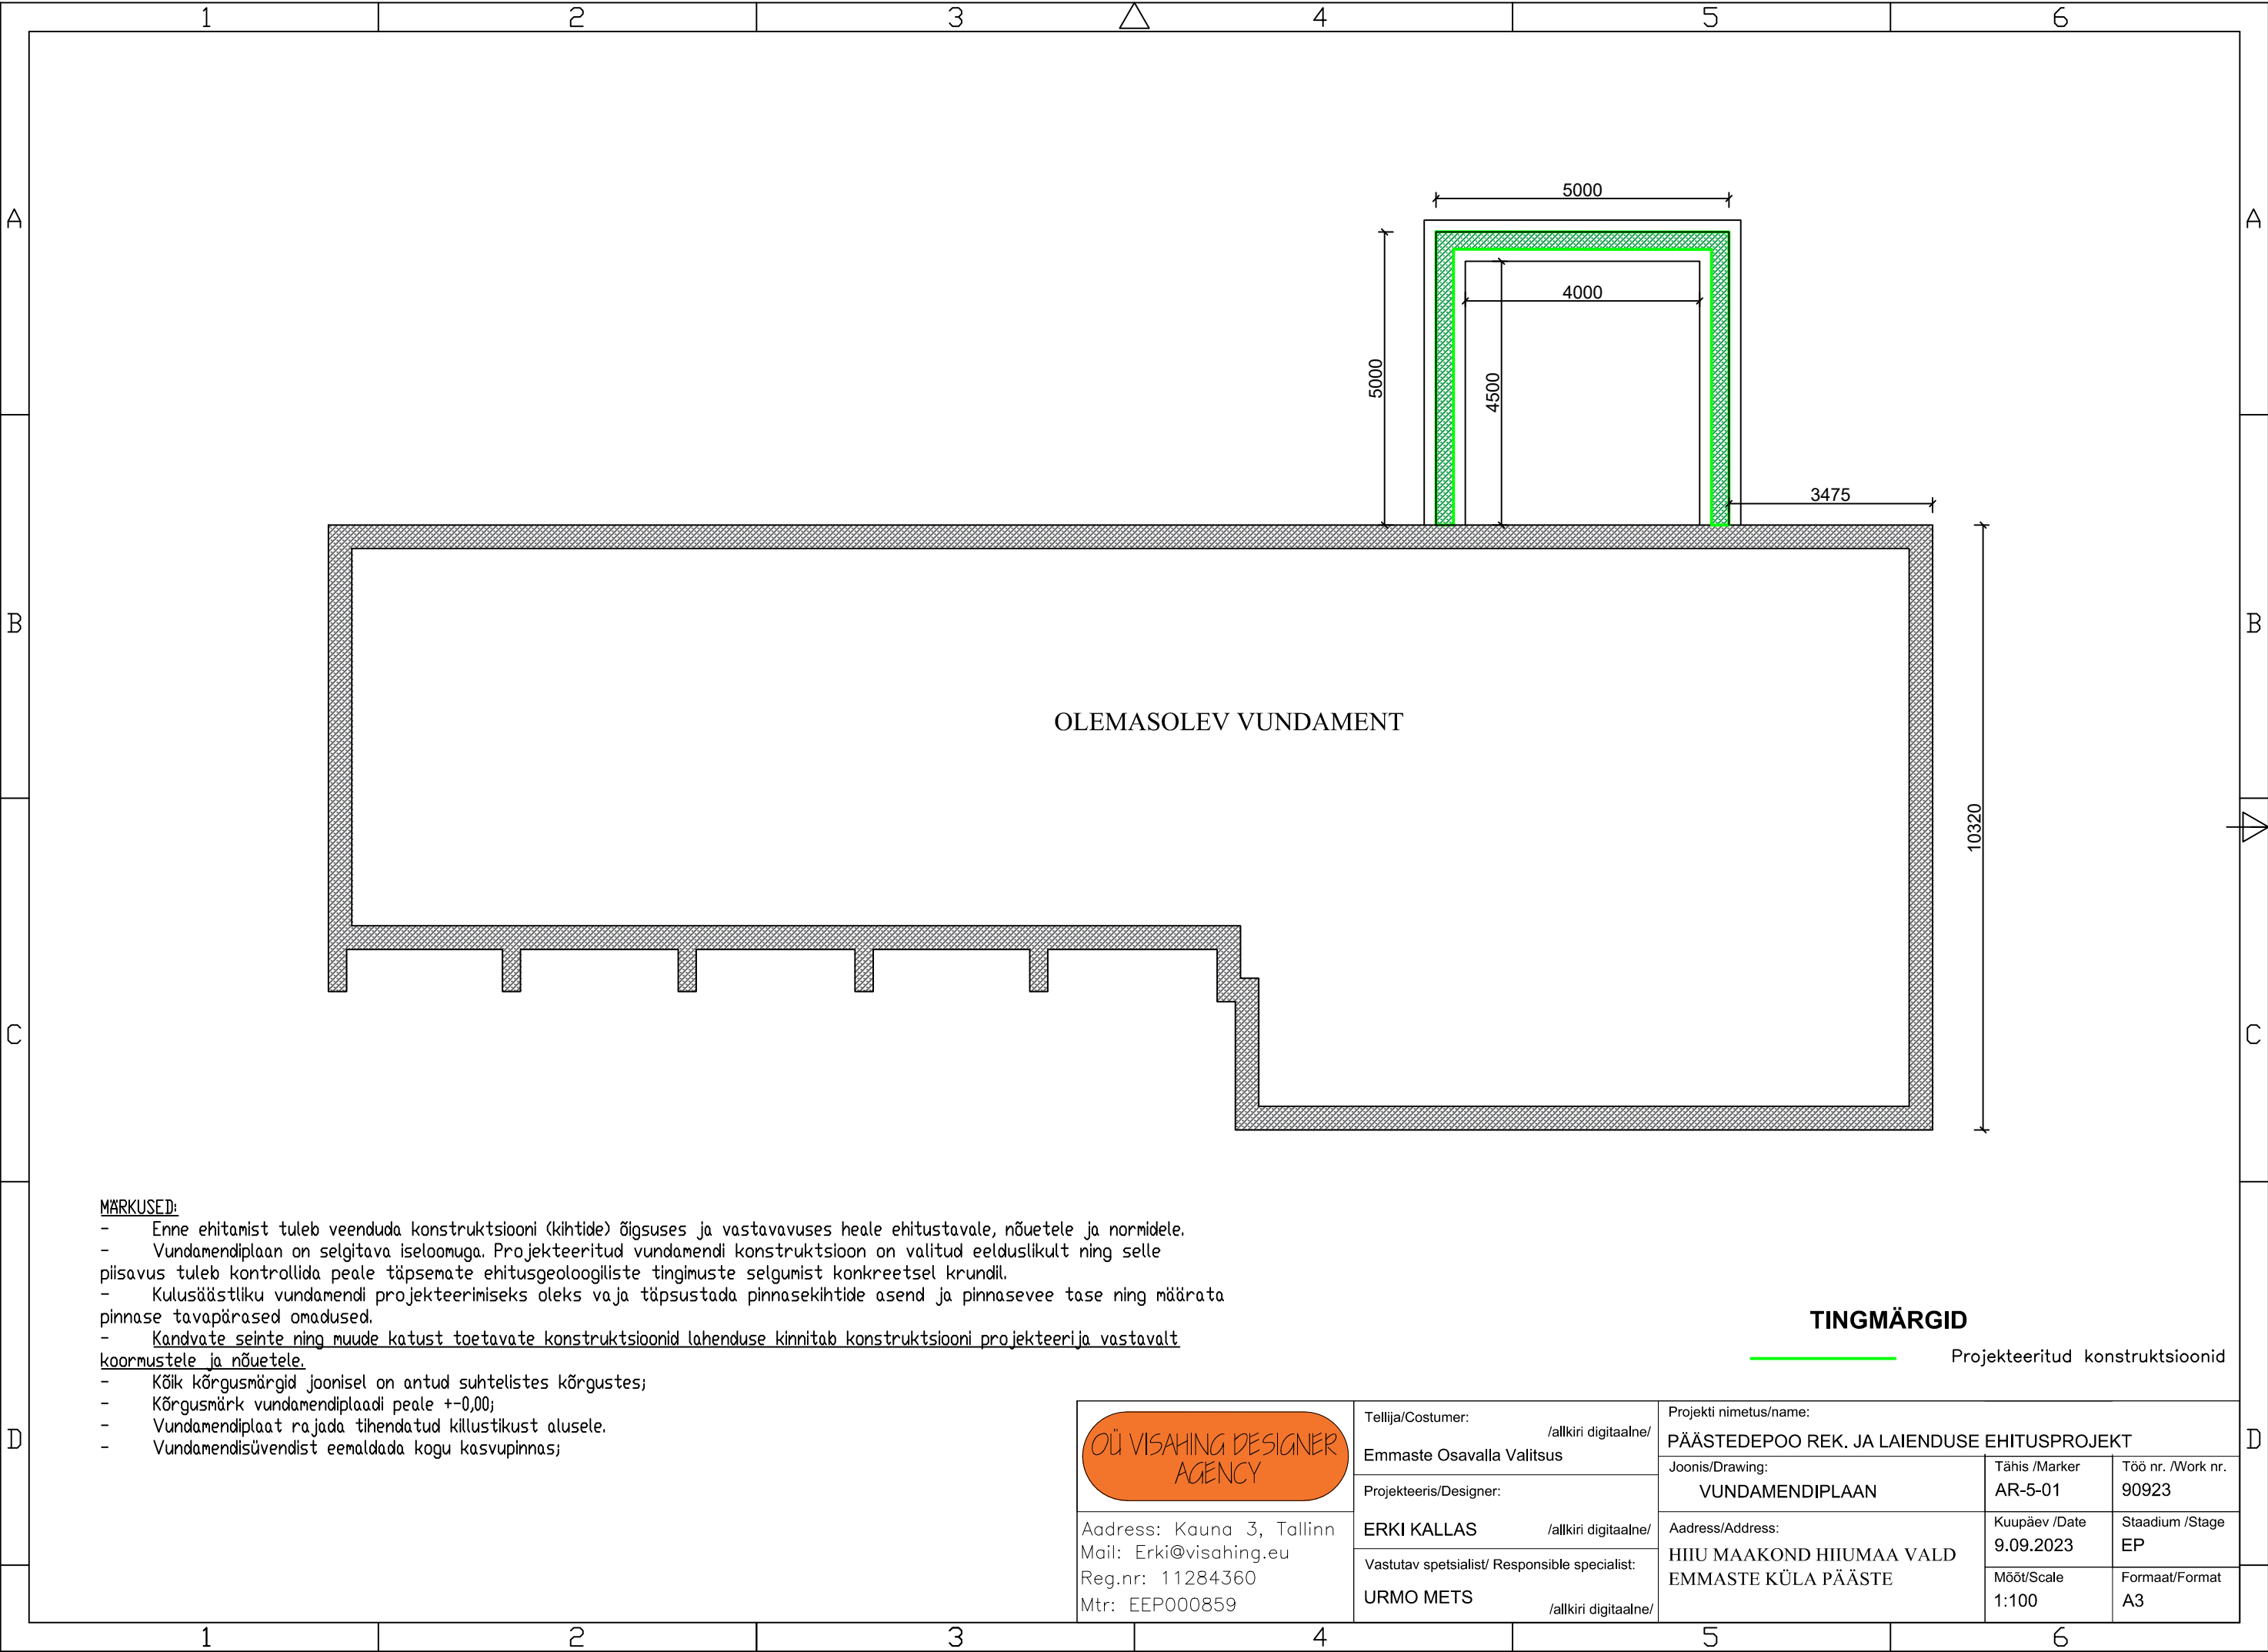 1 2 3 4 5 6
A A
5000
4000
5000
4500
3475
B B
OLEMASOLEV VUNDAMENT
10320
C C
MÄRKUSED:
- Enne ehitamist tuleb veenduda konstruktsiooni (kihtide) õigsuses ja vastavavuses heale ehitustavale, nõuetele ja normidele.
- Vundamendiplaan on selgitava iseloomuga. Projekteeritud vundamendi konstruktsioon on valitud eelduslikult ning selle
piisavus tuleb kontrollida peale täpsemate ehitusgeoloogiliste tingimuste selgumist konkreetsel krundil.
- Kulusäästliku vundamendi projekteerimiseks oleks vaja täpsustada pinnasekihtide asend ja pinnasevee tase ning määrata
pinnase tavapärased omadused.
- Kandvate seinte ning muude katust toetavate konstruktsioonid lahenduse kinnitab konstruktsiooni projekteerija vastavalt
koormustele ja nõuetele.
- Kõik kõrgusmärgid joonisel on antud suhtelistes kõrgustes;
- Kõrgusmärk vundamendiplaadi peale +-0,00;
- Vundamendiplaat rajada tihendatud killustikust alusele.
- Vundamendisüvendist eemaldada kogu kasvupinnas;
TINGMÄRGID
Projekteeritud konstruktsioonid
D D
OÜ VISAHING DESIGNER
AGENCY
Aadress: Kauna 3, Tallinn
Mail: Erki@visahing.eu
Reg.nr: 11284360
Mtr: EEP000859
Tellija/Costumer:
/allkiri digitaalne/
Emmaste Osavalla Valitsus
Projekteeris/Designer:
ERKI KALLAS /allkiri digitaalne/
Vastutav spetsialist/ Responsible specialist:
URMO METS
/allkiri digitaalne/
Projekti nimetus/name:
PÄÄSTEDEPOO REK. JA LAIENDUSE EHITUSPROJEKT
Joonis/Drawing:
VUNDAMENDIPLAAN
Tähis /Marker
AR-5-01
Töö nr. /Work nr.
90923
Aadress/Address:
HIIU MAAKOND HIIUMAA VALD
EMMASTE KÜLA PÄÄSTE
Kuupäev /Date
9.09.2023
Staadium /Stage
EP
Mõõt/Scale
1:100
Formaat/Format
A3
1 2 3 4 5 6